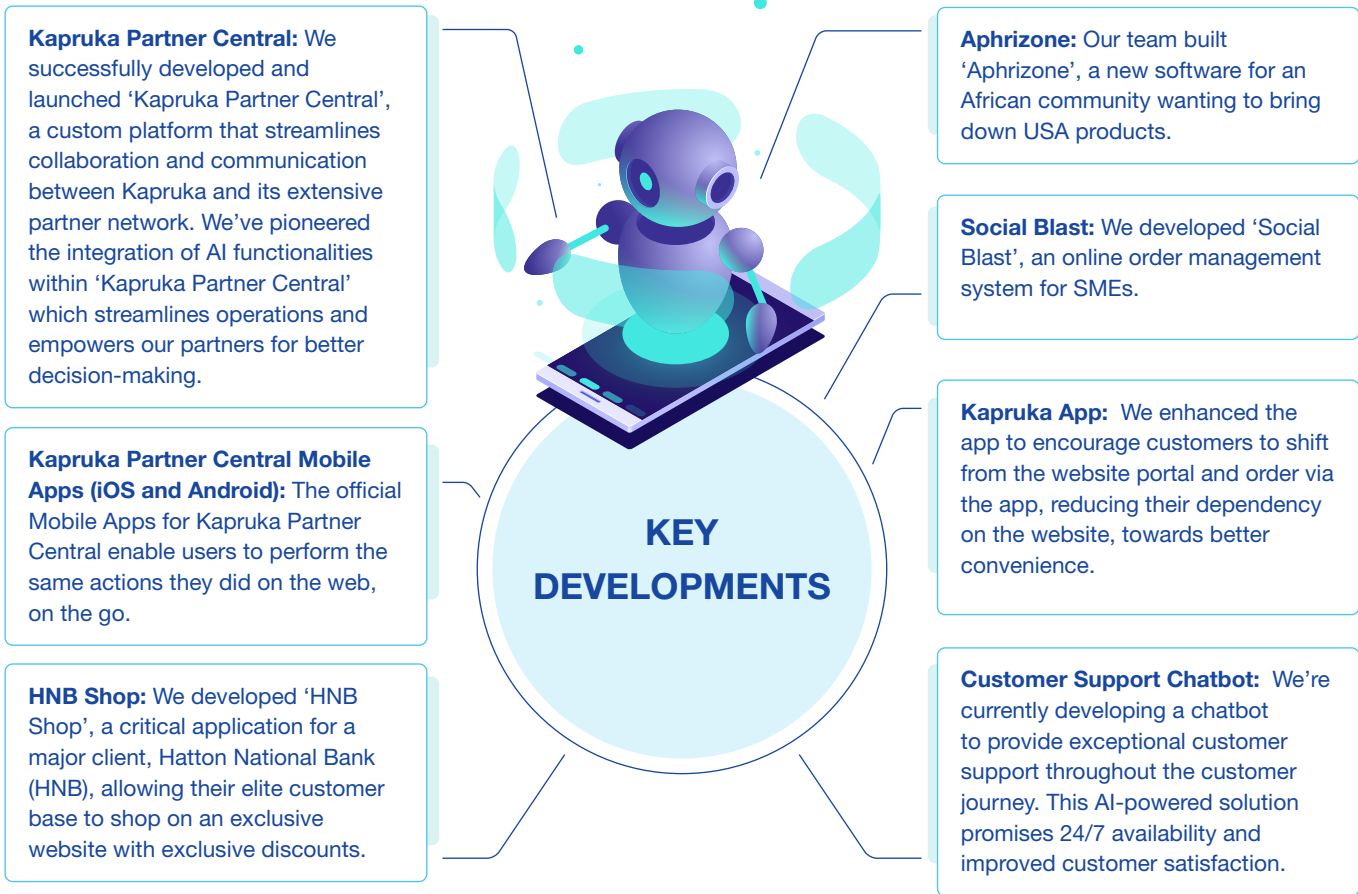 Kapruka Partner Central: We
successfully developed and
launched ‘Kapruka Partner Central’,
a custom platform that streamlines
collaboration and communication
between Kapruka and its extensive
partner network. We’ve pioneered
the integration of AI functionalities
within ‘Kapruka Partner Central’
which streamlines operations and
empowers our partners for better
decision-making.
Kapruka Partner Central Mobile
Apps (iOS and Android): The official
Mobile Apps for Kapruka Partner
Central enable users to perform the
same actions they did on the web,
on the go.
HNB Shop: We developed ‘HNB
Shop’, a critical application for a
major client, Hatton National Bank
(HNB), allowing their elite customer
base to shop on an exclusive
website with exclusive discounts.
KEY
DEVELOPMENTS
Aphrizone: Our team built
‘Aphrizone’, a new software for an
African community wanting to bring
down USA products.
Social Blast: We developed ‘Social
Blast’, an online order management
system for SMEs.
Kapruka App: We enhanced the
app to encourage customers to shift
from the website portal and order via
the app, reducing their dependency
on the website, towards better
convenience.
Customer Support Chatbot: We’re
currently developing a chatbot
to provide exceptional customer
support throughout the customer
journey. This AI-powered solution
promises 24/7 availability and
improved customer satisfaction.